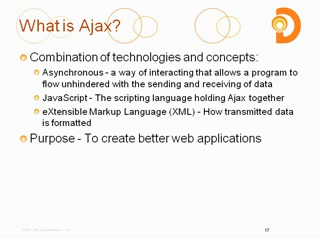 What is Ajax?
Combination of technologies and concepts:
Asynchronous - a way of interacting that allows a program to
flow unhindered with the sending and receiving of data
JavaScript - The scripting language holding Ajax together
eXtensible Markup Language (XML) - How transmitted data
is formatted
Purpose - To create better web applications
17